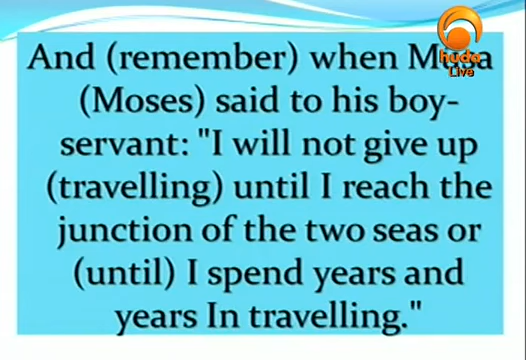 huda
Live
And (remember) when Musa
(Moses) said to his boy-
servant: "I will not give up
(travelling) until I reach the
junction of the two seas or
(until) I spend years and
years In travelling."